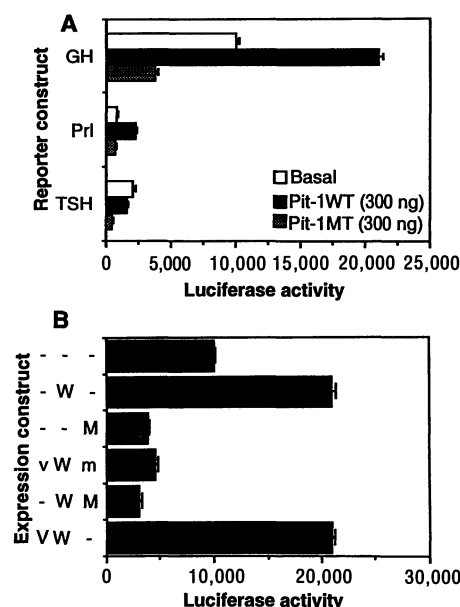 A
Reporter construct
GH
Prl
TSH
Basal
Pit-1WT (300 ng)
Pit-1MT (300 ng)
0 5,000 10,000 15,000 20,000 25,000
Luciferase activity
B
Expression construct
- - -
- W -
- - M
v W m
- W M
V W -
0 10,000 20,000 30,000
Luciferase activity